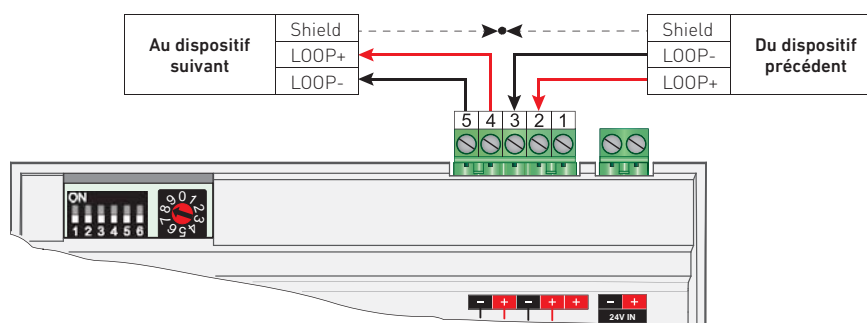 Au dispositif
suivant
Shield
LOOP+
LOOP-
Shield
LOOP-
LOOP+
Du dispositif
précédent
5 4 3 2 1
ON
1 2 3 4 5 6
0 1 2 3 4 5 6 7 8 9
- + - + + - +
24V IN